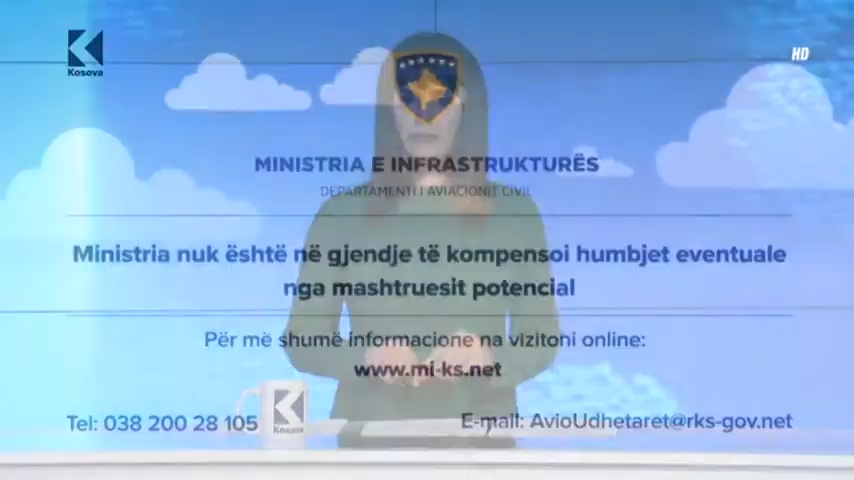 Kosova
HD
MINISTRIA E INFRASTRUKTURËS
DEPARTAMENTI I AVIACIONIT CIVIL
Ministria nuk është në gjendje të kompensoi humbjet eventuale
nga mashtruesit potencial
Për më shumë informacione na vizitoni online:
www.mi-ks.net
Tel: 038 200 28 105
E-mail: AvioUdhetaret@rks-gov.net
Kosova